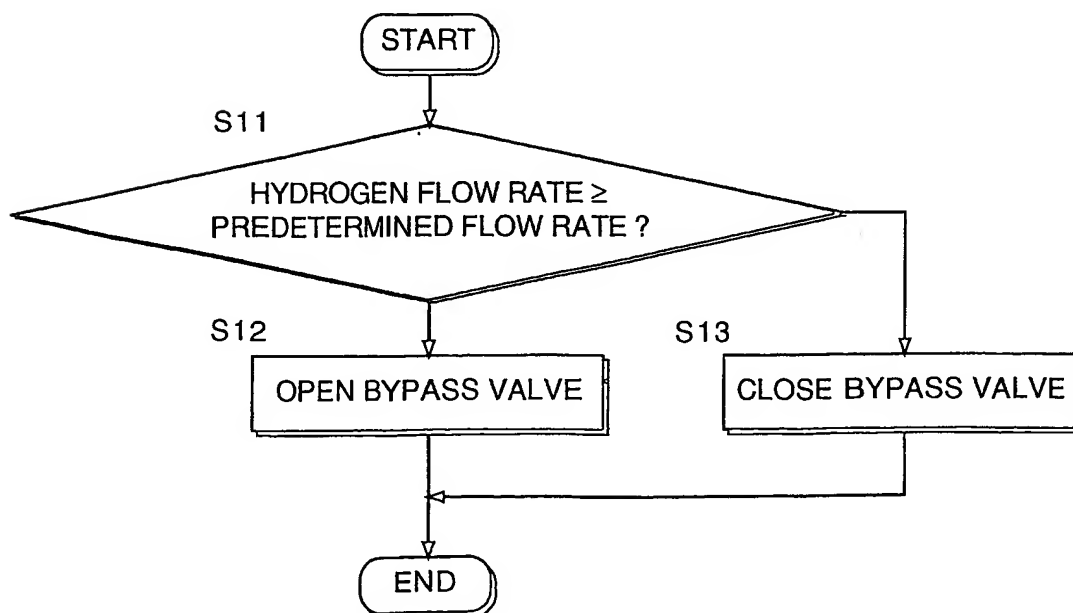 START
S11
HYDROGEN FLOW RATE ≥
PREDETERMINED FLOW RATE ?
S12
OPEN BYPASS VALVE
S13
CLOSE BYPASS VALVE
END